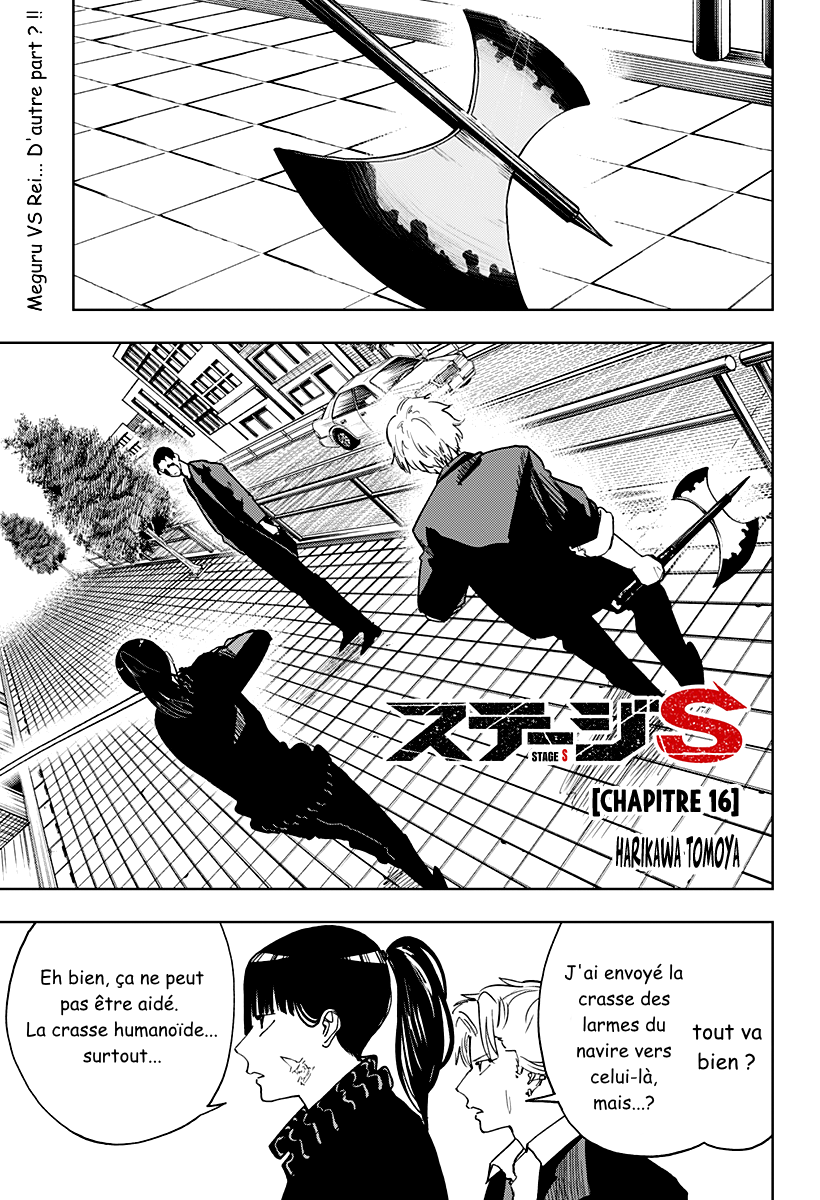 Meguru VS Rei... D'autre part ? !!
ステージS
STAGE S
[CHAPITRE 16]
HARIKAWA TOMOYA
tout va
bien ?
J'ai envoyé la
crasse des
larmes du
navire vers
celui-là,
mais...?
Eh bien, ça ne peut
pas être aidé.
La crasse humanoïde...
surtout...